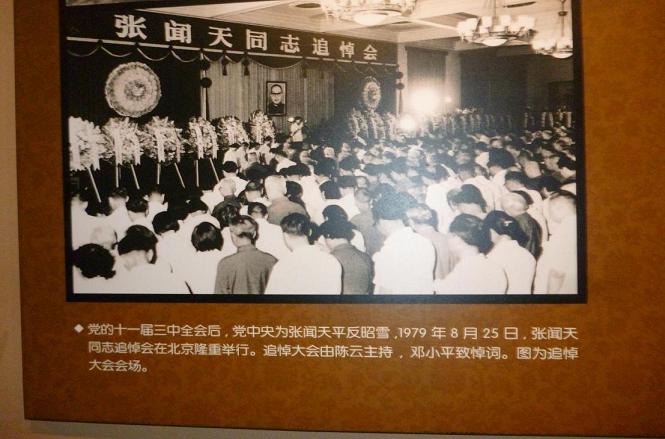 张闻天同志追悼会
◆ 党的十一届三中全会后，党中央为张闻天平反昭雪,1979 年 8 月 25 日，张闻天
同志追悼会在北京隆重举行。追悼大会由陈云主持，邓小平致悼词。图为追悼
大会会场。